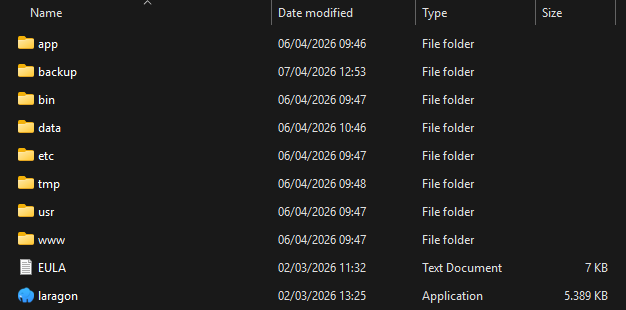 Name Date modified Type Size
app 06/04/2026 09:46 File folder
backup 07/04/2026 12:53 File folder
bin 06/04/2026 09:47 File folder
data 06/04/2026 10:46 File folder
etc 06/04/2026 09:47 File folder
tmp 06/04/2026 09:48 File folder
usr 06/04/2026 09:47 File folder
www 06/04/2026 09:47 File folder
EULA 02/03/2026 11:32 Text Document 7 KB
laragon 02/03/2026 13:25 Application 5.389 KB